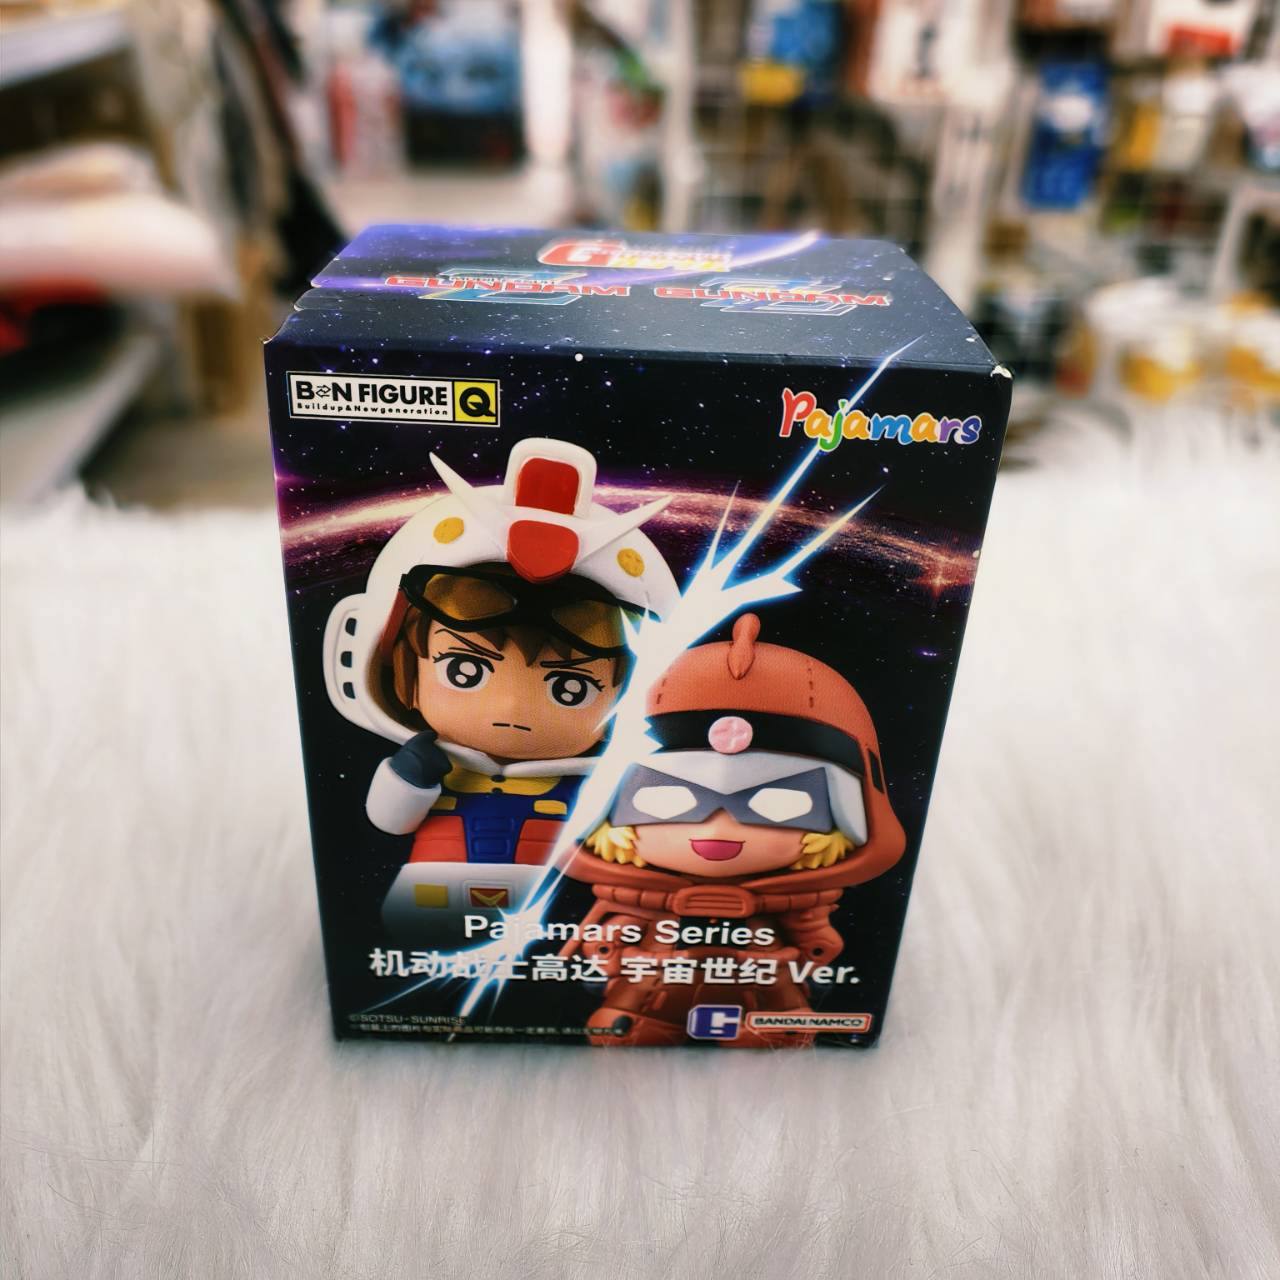 GUNDAM GUNDAM
B⇄N FIGURE Q
Buildup&Newgeneration
Pajamars
Pajamars Series
机动战士高达 宇宙世纪 Ver.
©SOTSU・SUNRISE
BANDAI NAMCO